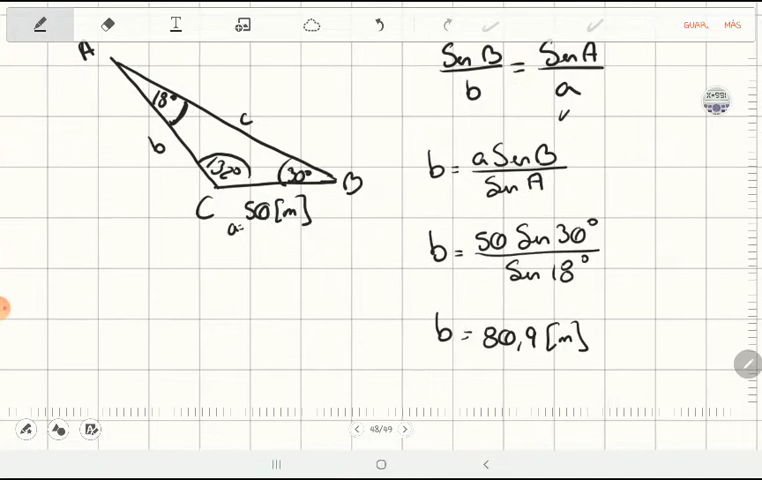 GUAR. MÁS
A
18°
c
b
132°
30°
B
C
a= 50 [m]
Sen B / b = Sen A / a
b = a Sen B / Sen A
b = 50 Sen 30° / Sen 18°
b = 80,9 [m]
48/49